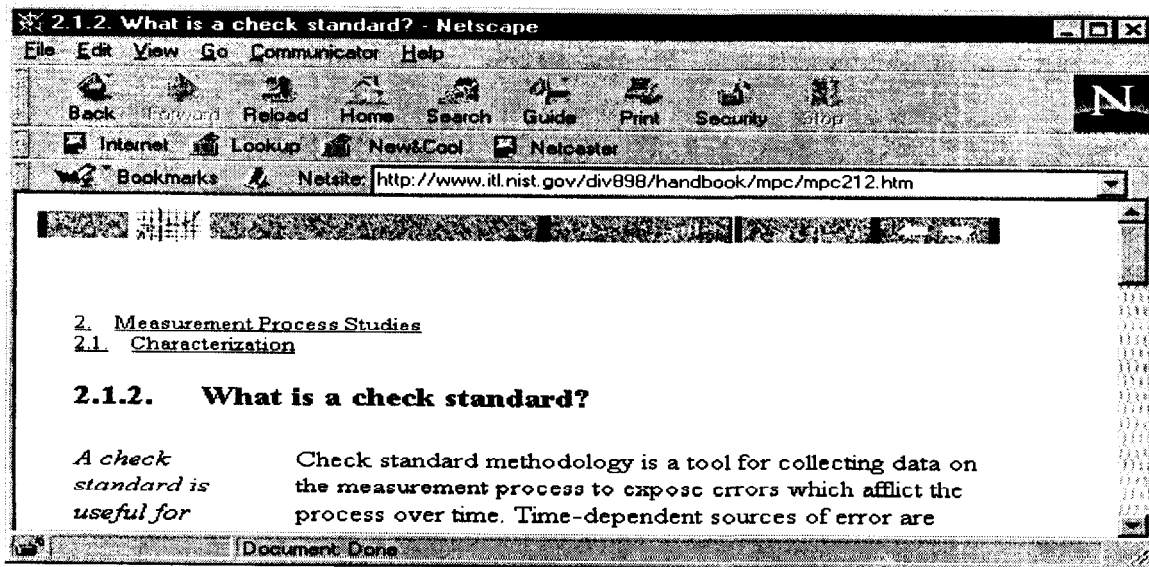 2.1.2. What is a check standard? - Netscape
File Edit View Go Communicator Help
Back Forward Reload Home Search Guide Print Security Stop
N
Internet Lookup New&Cool Netcaster
Bookmarks Netsite: http://www.itl.nist.gov/div898/handbook/mpc/mpc212.htm
2. Measurement Process Studies
2.1. Characterization
2.1.2. What is a check standard?
A check
standard is
useful for
Check standard methodology is a tool for collecting data on
the measurement process to expose errors which afflict the
process over time. Time-dependent sources of error are
Document: Done